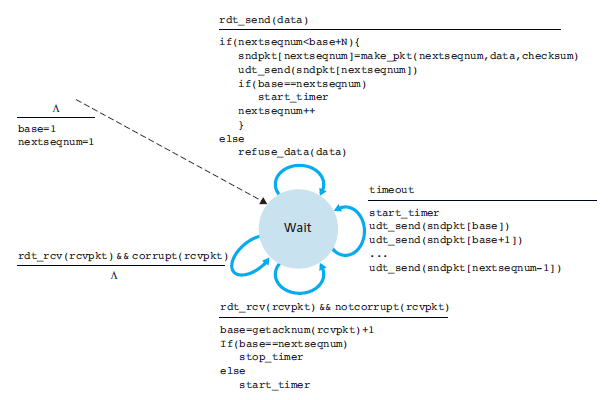 rdt_send(data)
if(nextseqnum<base+N){
sndpkt[nextseqnum]=make_pkt(nextseqnum,data,checksum)
udt_send(sndpkt[nextseqnum])
if(base==nextseqnum)
start_timer
nextseqnum++
}
else
refuse_data(data)
Λ
base=1
nextseqnum=1
Wait
timeout
start_timer
udt_send(sndpkt[base])
udt_send(sndpkt[base+1])
...
udt_send(sndpkt[nextseqnum-1])
rdt_rcv(rcvpkt)&&corrupt(rcvpkt)
Λ
rdt_rcv(rcvpkt)&&notcorrupt(rcvpkt)
base=getacknum(rcvpkt)+1
If(base==nextseqnum)
stop_timer
else
start_timer